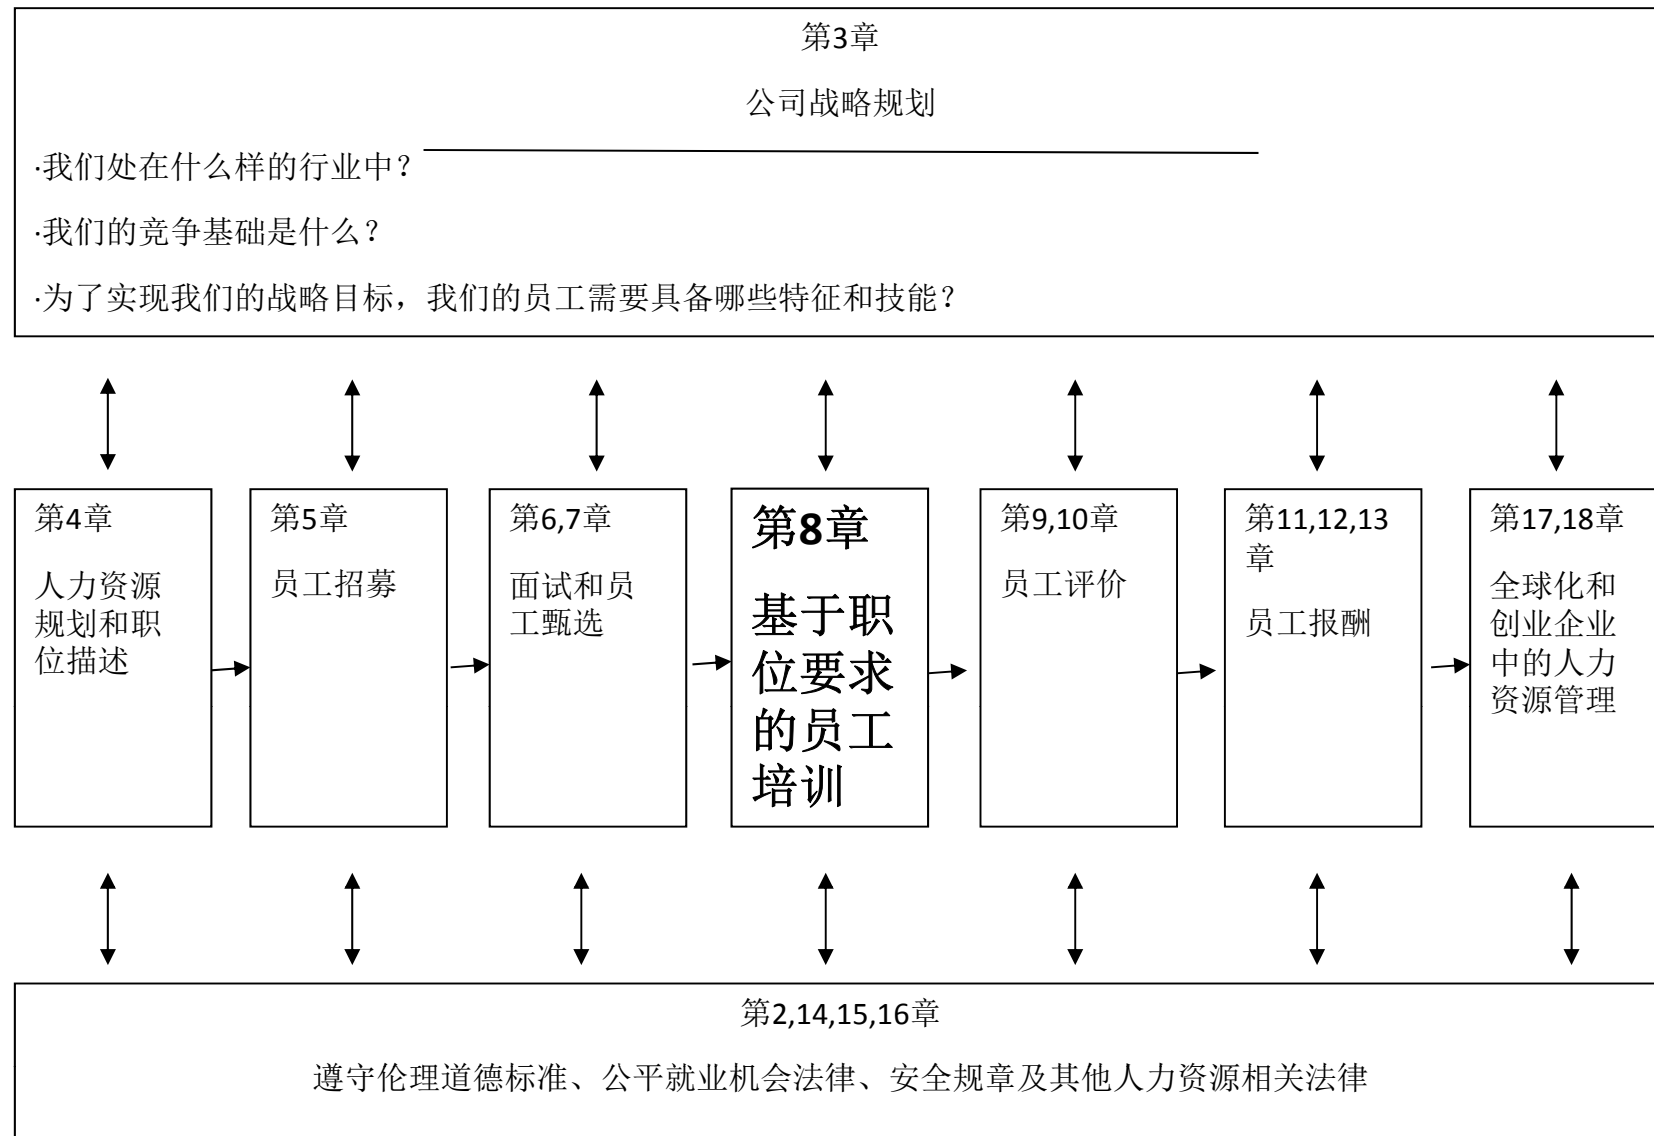 第3章
公司战略规划
·我们处在什么样的行业中?
·我们的竞争基础是什么?
·为了实现我们的战略目标，我们的员工需要具备哪些特征和技能?
第4章
人力资源
规划和职
位描述
第5章
员工招募
第6,7章
面试和员
工甄选
第8章
基于职
位要求
的员工
培训
第9,10章
员工评价
第11,12,13
章
员工报酬
第17,18章
全球化和
创业企业
中的人力
资源管理
第2,14,15,16章
遵守伦理道德标准、公平就业机会法律、安全规章及其他人力资源相关法律